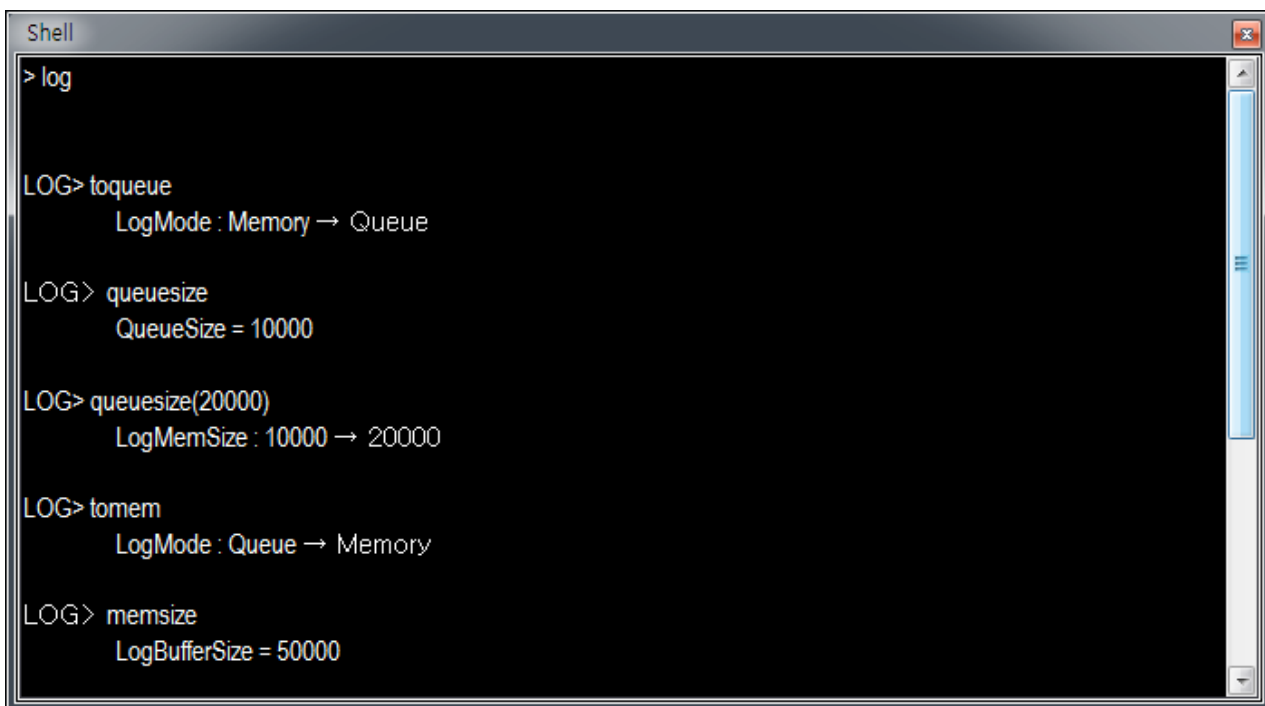 Shell
> log
LOG> toqueue
LogMode : Memory → Queue
LOG> queuesize
QueueSize = 10000
LOG> queuesize(20000)
LogMemSize : 10000 → 20000
LOG> tomem
LogMode : Queue → Memory
LOG> memsize
LogBufferSize = 50000